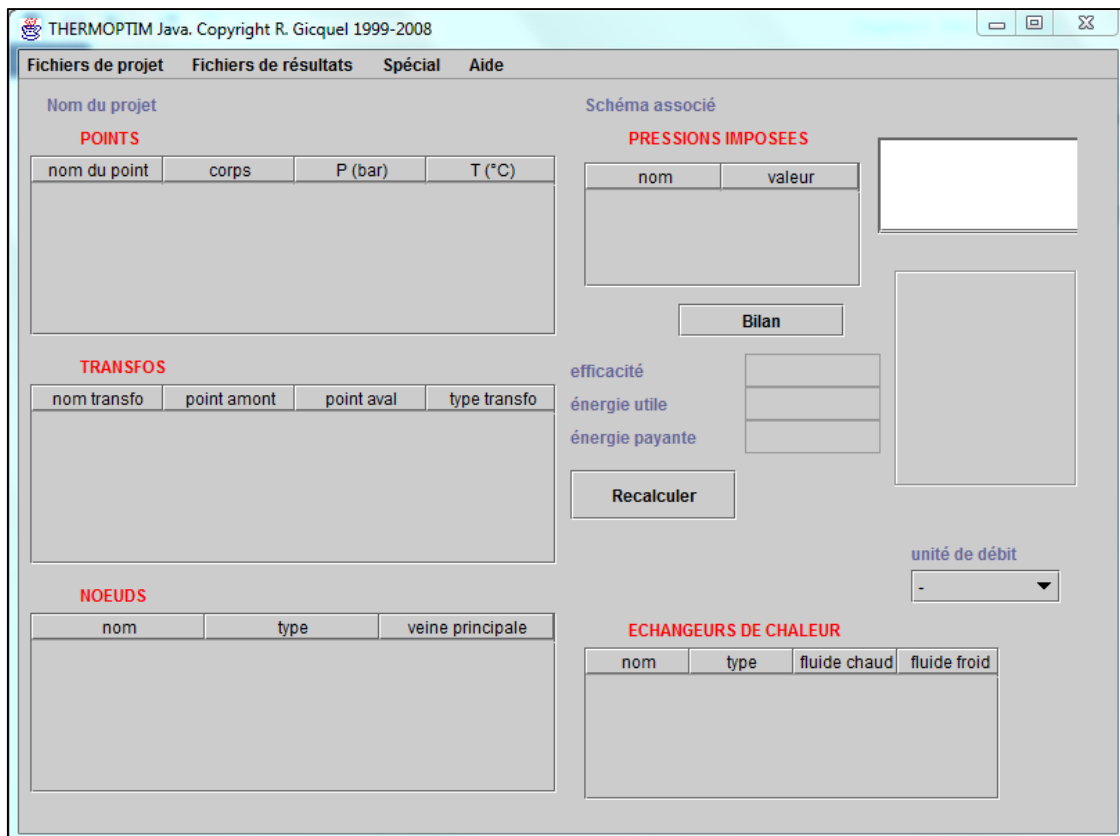 THERMOPTIM Java. Copyright R. Gicquel 1999-2008
Fichiers de projet Fichiers de résultats Spécial Aide
Nom du projet
POINTS
nom du point corps P (bar) T (°C)
TRANSFOS
nom transfo point amont point aval type transfo
NOEUDS
nom type veine principale
Schéma associé
PRESSIONS IMPOSEES
nom valeur
Bilan
efficacité
énergie utile
énergie payante
Recalculer
unité de débit
-
ECHANGEURS DE CHALEUR
nom type fluide chaud fluide froid